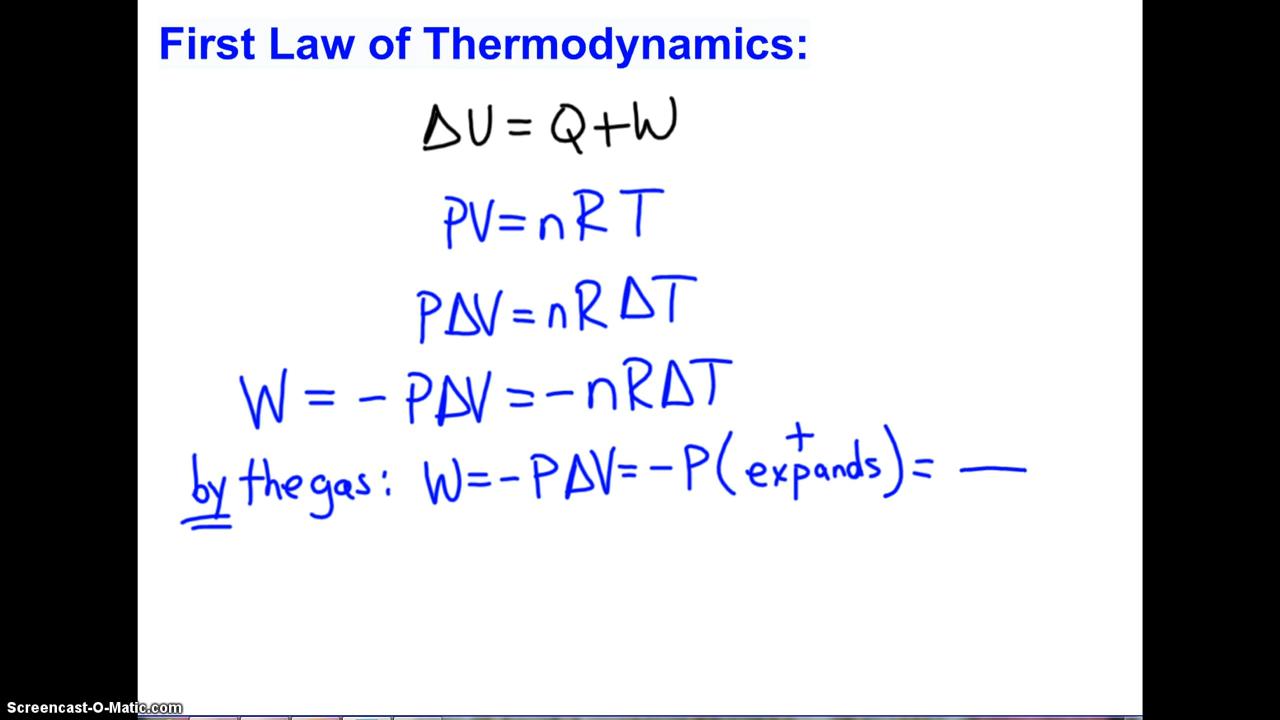 First Law of Thermodynamics:
ΔU = Q+W
PV = nRT
PΔV = nRΔT
W = - PΔV = - nRΔT
+
by the gas: W = - PΔV = - P(expands) = —
Screencast-O-Matic.com